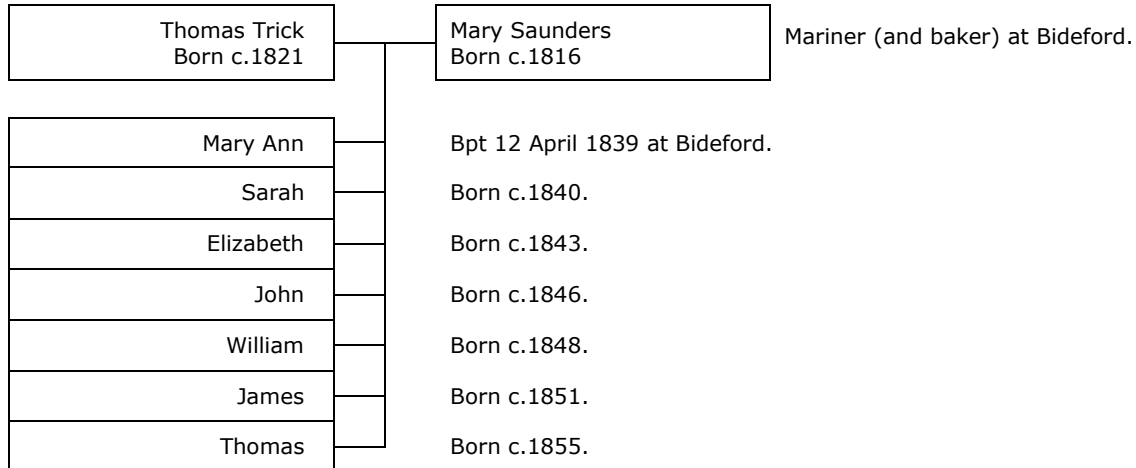 Thomas Trick
Born c.1821
Mary Saunders
Born c.1816
Mariner (and baker) at Bideford.
Mary Ann
Bpt 12 April 1839 at Bideford.
Sarah
Born c.1840.
Elizabeth
Born c.1843.
John
Born c.1846.
William
Born c.1848.
James
Born c.1851.
Thomas
Born c.1855.